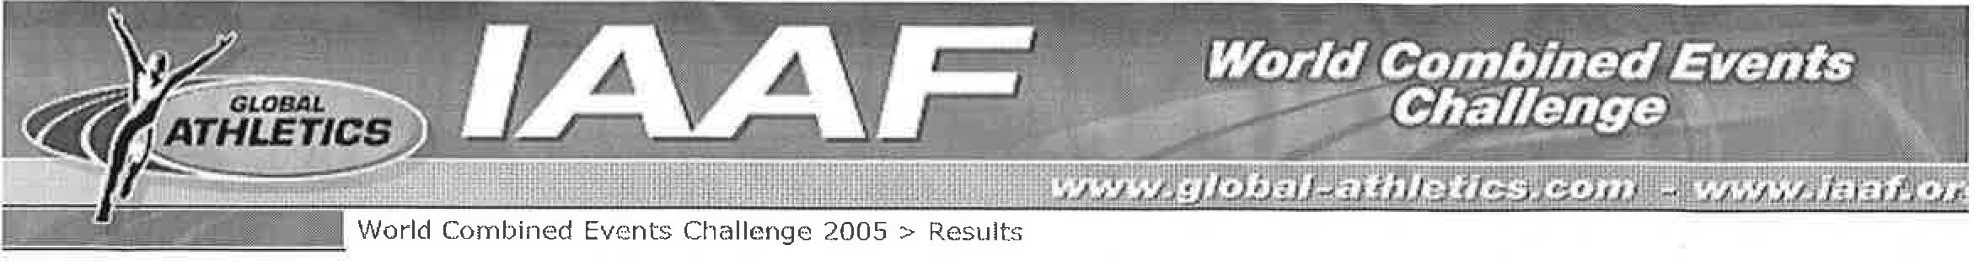 GLOBAL
ATHLETICS
IAAF
World Combined Events
Challenge
www.global-athletics.com - www.iaaf.or
World Combined Events Challenge 2005 > Results